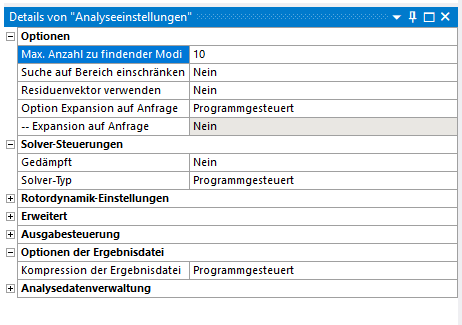 Details von "Analyseeinstellungen"
Optionen
Max. Anzahl zu findender Modi 10
Suche auf Bereich einschränken Nein
Residuenvektor verwenden Nein
Option Expansion auf Anfrage Programmgesteuert
-- Expansion auf Anfrage Nein
Solver-Steuerungen
Gedämpft Nein
Solver-Typ Programmgesteuert
Rotordynamik-Einstellungen
Erweitert
Ausgabesteuerung
Optionen der Ergebnisdatei
Kompression der Ergebnisdatei Programmgesteuert
Analysedatenverwaltung